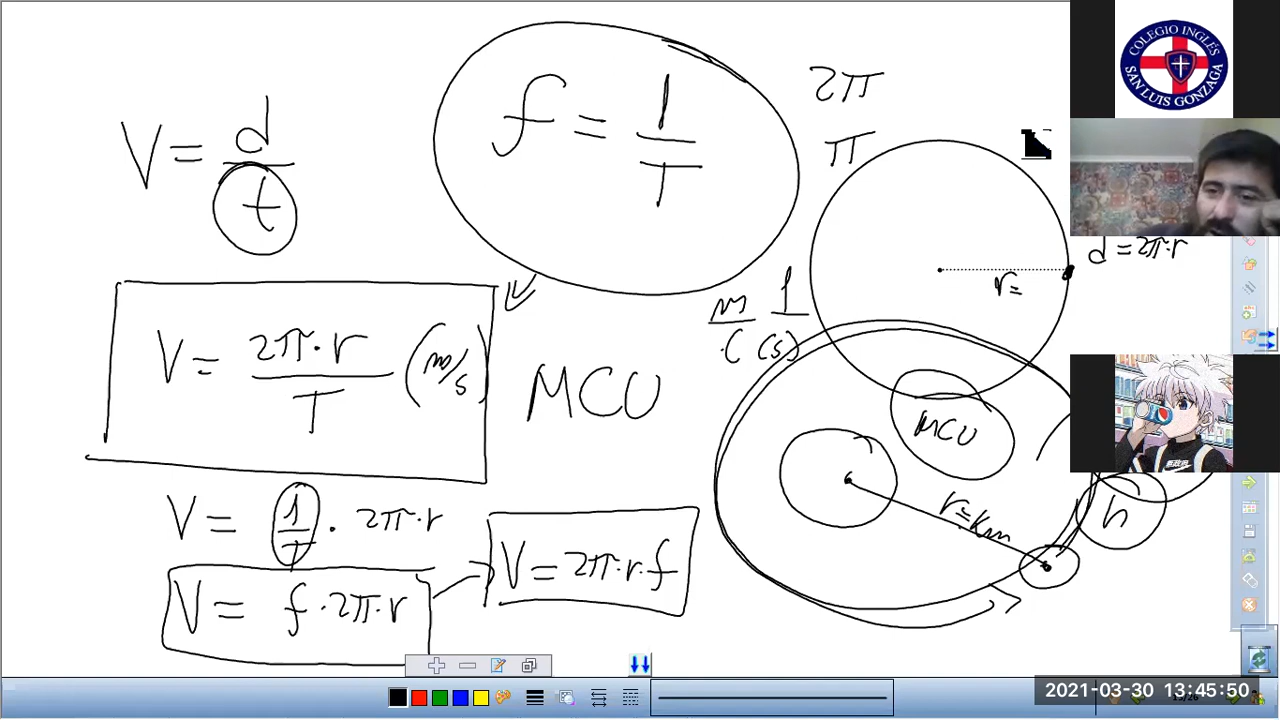 V = d/t
f = 1/T
2π
π
COLEGIO INGLÉS
SAN LUIS GONZAGA
d = 2π·r
r =
V = 2π·r/T (m/s)
MCU
1
(s)
MCU
V = 1/T · 2π·r
V = f·2π·r
V = 2π·r·f
r = km
h
2021-03-30 13:45:50